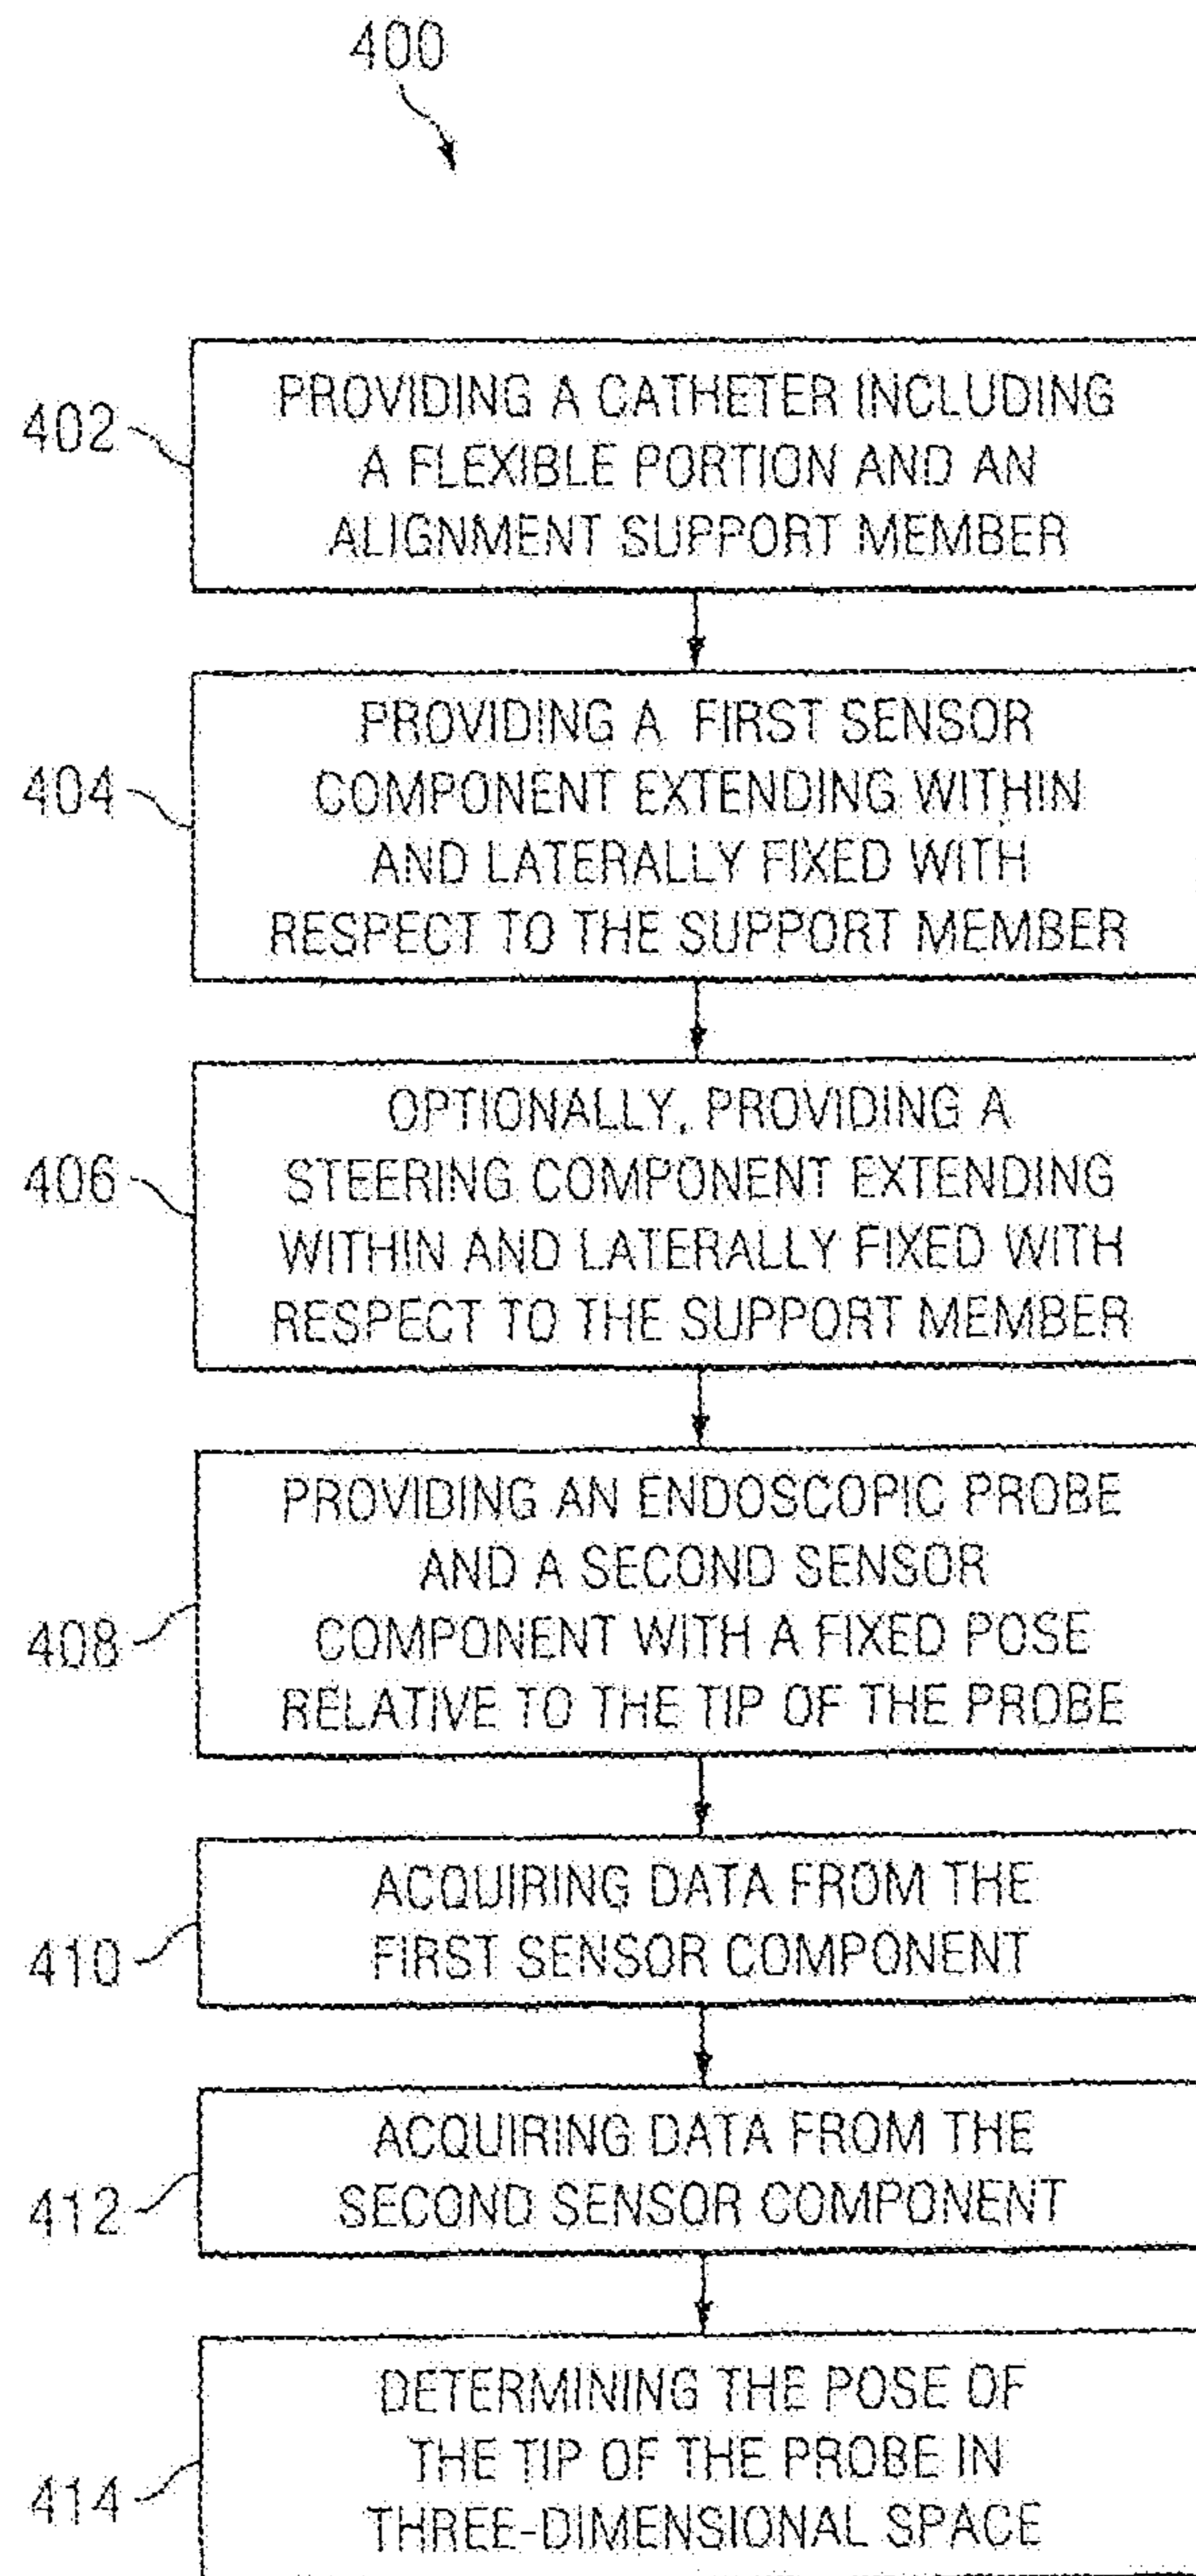 400
402
PROVIDING A CATHETER INCLUDING
A FLEXIBLE PORTION AND AN
ALIGNMENT SUPPORT MEMBER
404
PROVIDING A FIRST SENSOR
COMPONENT EXTENDING WITHIN
AND LATERALLY FIXED WITH
RESPECT TO THE SUPPORT MEMBER
406
OPTIONALLY, PROVIDING A
STEERING COMPONENT EXTENDING
WITHIN AND LATERALLY FIXED WITH
RESPECT TO THE SUPPORT MEMBER
408
PROVIDING AN ENDOSCOPIC PROBE
AND A SECOND SENSOR
COMPONENT WITH A FIXED POSE
RELATIVE TO THE TIP OF THE PROBE
410
ACQUIRING DATA FROM THE
FIRST SENSOR COMPONENT
412
ACQUIRING DATA FROM THE
SECOND SENSOR COMPONENT
414
DETERMINING THE POSE OF
THE TIP OF THE PROBE IN
THREE-DIMENSIONAL SPACE